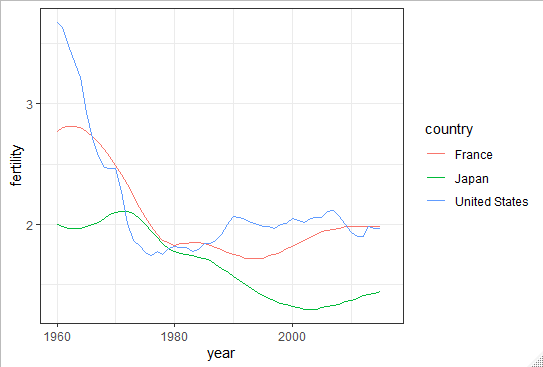 fertility
3
2
1960
1980
2000
year
country
France
Japan
United States